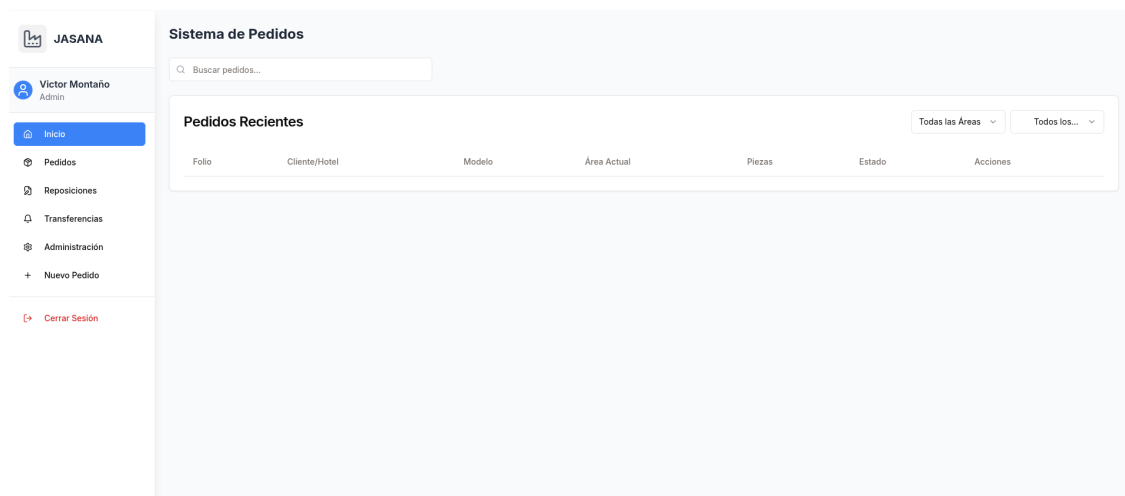 JASANA
Victor Montaño
Admin
Inicio
Pedidos
Reposiciones
Transferencias
Administración
Nuevo Pedido
Cerrar Sesión
Sistema de Pedidos
Buscar pedidos...
Pedidos Recientes
Todas las Áreas
Todos los...
Folio Cliente/Hotel Modelo Área Actual Piezas Estado Acciones